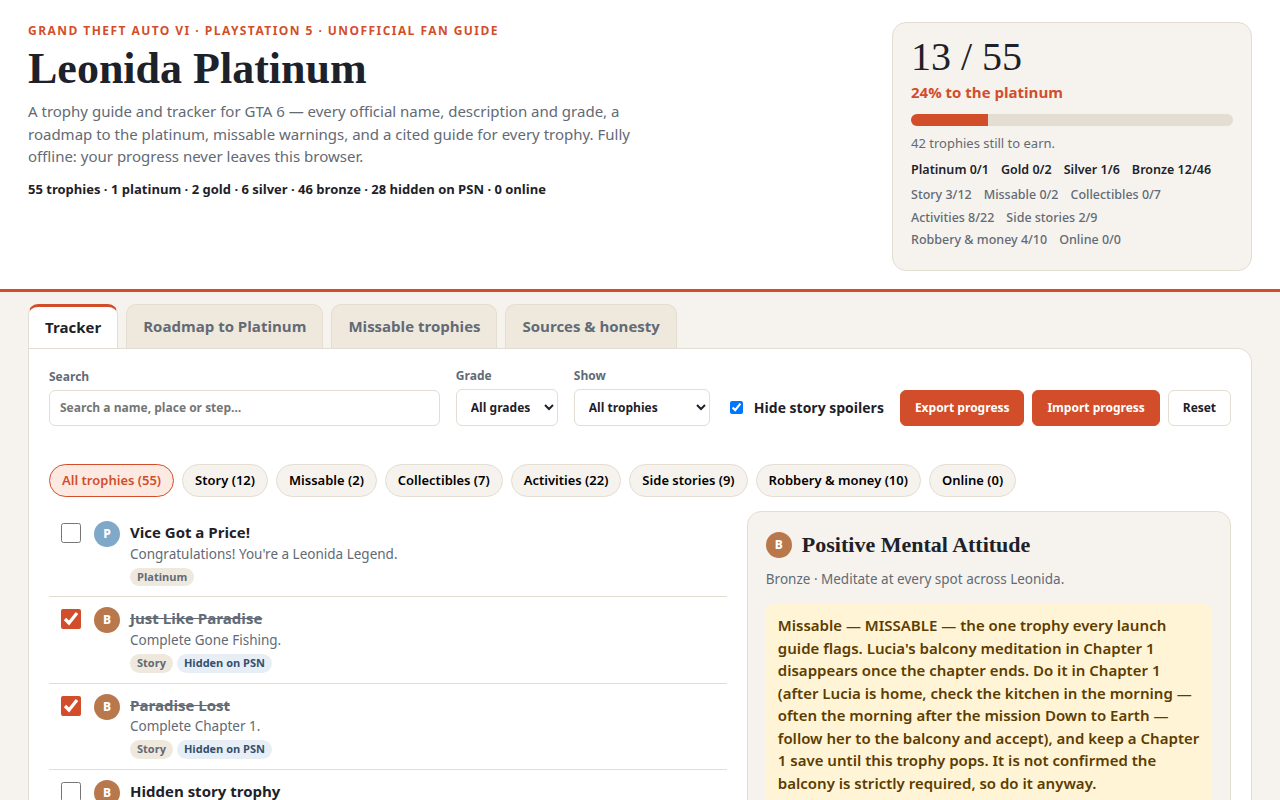 GRAND THEFT AUTO VI · PLAYSTATION 5 · UNOFFICIAL FAN GUIDE
Leonida Platinum
A trophy guide and tracker for GTA 6 — every official name, description and grade, a
roadmap to the platinum, missable warnings, and a cited guide for every trophy. Fully
offline: your progress never leaves this browser.
55 trophies · 1 platinum · 2 gold · 6 silver · 46 bronze · 28 hidden on PSN · 0 online
13 / 55
24% to the platinum
42 trophies still to earn.
Platinum 0/1 Gold 0/2 Silver 1/6 Bronze 12/46
Story 3/12 Missable 0/2 Collectibles 0/7
Activities 8/22 Side stories 2/9
Robbery & money 4/10 Online 0/0
Tracker Roadmap to Platinum Missable trophies Sources & honesty
Search Grade Show
Search a name, place or step... All grades All trophies Hide story spoilers Export progress Import progress Reset
All trophies (55) Story (12) Missable (2) Collectibles (7) Activities (22) Side stories (9) Robbery & money (10) Online (0)
P Vice Got a Price!
Congratulations! You're a Leonida Legend.
Platinum
B Just Like Paradise
Complete Gone Fishing.
Story Hidden on PSN
B Paradise Lost
Complete Chapter 1.
Story Hidden on PSN
B Hidden story trophy
B Positive Mental Attitude
Bronze · Meditate at every spot across Leonida.
Missable — MISSABLE — the one trophy every launch
guide flags. Lucia's balcony meditation in Chapter 1
disappears once the chapter ends. Do it in Chapter 1
(after Lucia is home, check the kitchen in the morning —
often the morning after the mission Down to Earth —
follow her to the balcony and accept), and keep a Chapter
1 save until this trophy pops. It is not confirmed the
balcony is strictly required, so do it anyway.